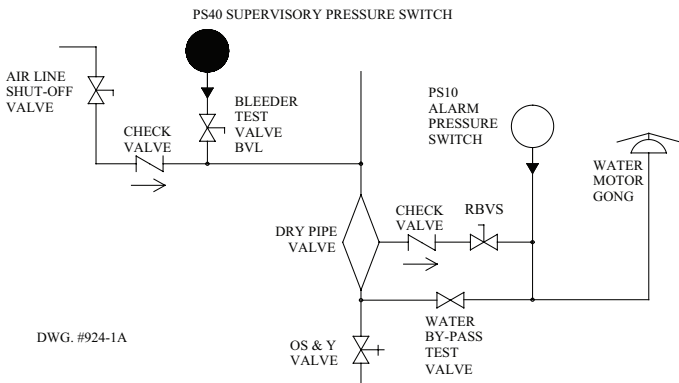 PS40 SUPERVISORY PRESSURE SWITCH
AIR LINE
SHUT-OFF
VALVE
BLEEDER
TEST
VALVE
BVL
CHECK
VALVE
PS10
ALARM
PRESSURE
SWITCH
WATER
MOTOR
GONG
DRY PIPE
VALVE
CHECK
VALVE
RBVS
DWG. #924-1A
OS & Y
VALVE
WATER
BY-PASS
TEST
VALVE